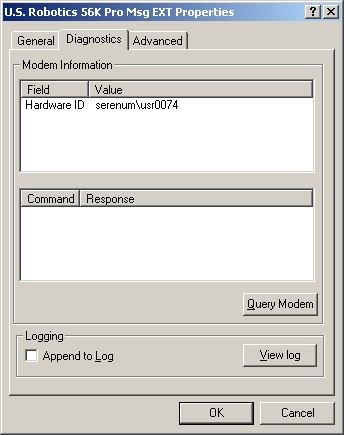 U.S. Robotics 56K Pro Msg EXT Properties
General Diagnostics Advanced
Modem Information
Field Value
Hardware ID serenum\usr0074
Command Response
Query Modem
Logging
Append to Log
View log
OK Cancel